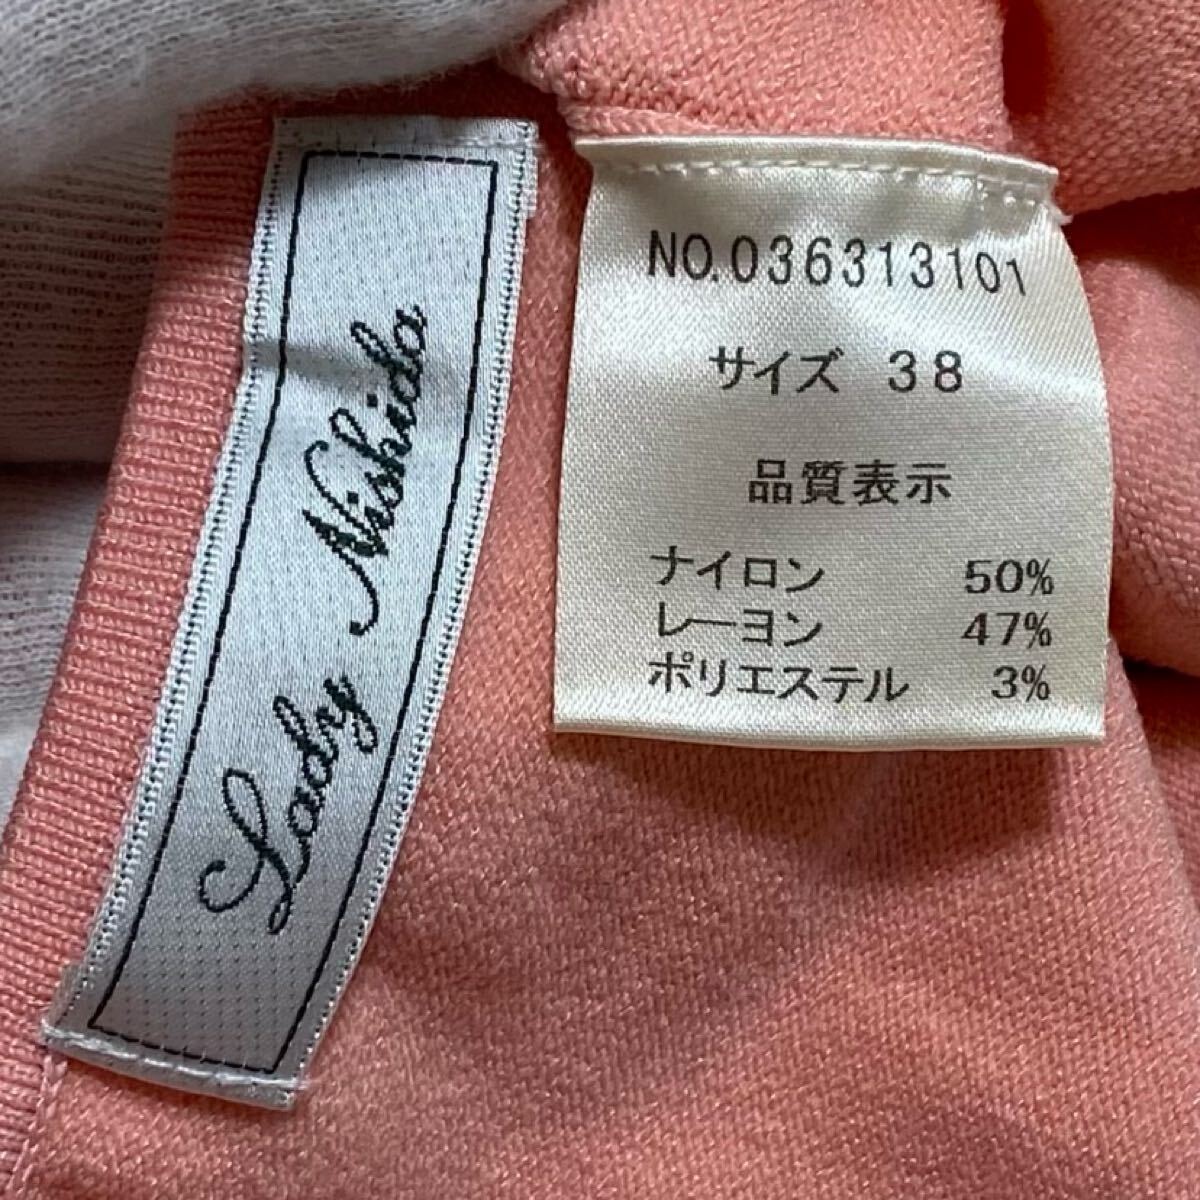 Lady Nishida
NO.036313101
サイズ 38
品質表示
ナイロン 50%
レーヨン 47%
ポリエステル 3%